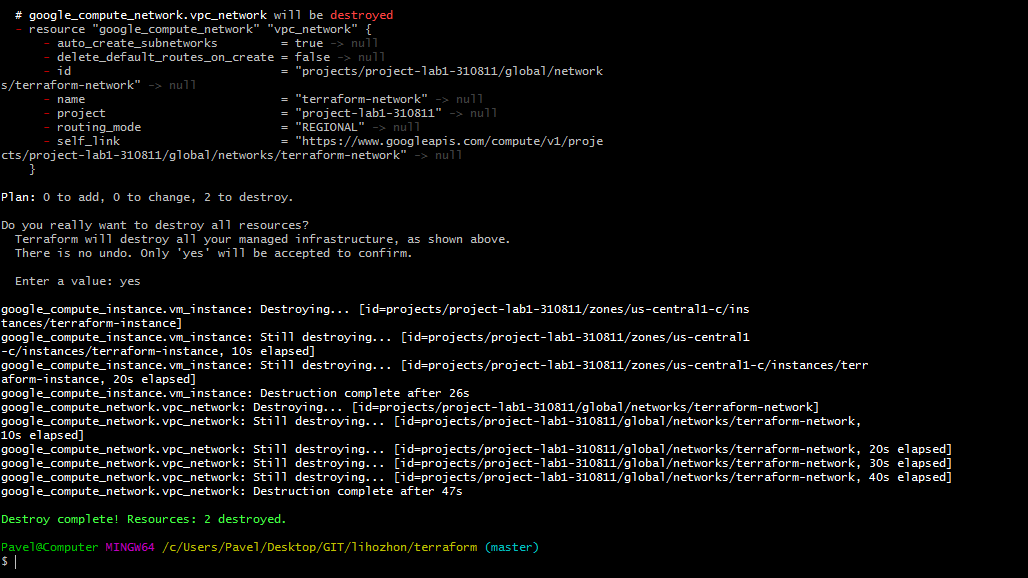 # google_compute_network.vpc_network will be destroyed
- resource "google_compute_network" "vpc_network" {
- auto_create_subnetworks = true -> null
- delete_default_routes_on_create = false -> null
- id = "projects/project-lab1-310811/global/network
s/terraform-network" -> null
- name = "terraform-network" -> null
- project = "project-lab1-310811" -> null
- routing_mode = "REGIONAL" -> null
- self_link = "https://www.googleapis.com/compute/v1/proje
cts/project-lab1-310811/global/networks/terraform-network" -> null
}
Plan: 0 to add, 0 to change, 2 to destroy.
Do you really want to destroy all resources?
Terraform will destroy all your managed infrastructure, as shown above.
There is no undo. Only 'yes' will be accepted to confirm.
Enter a value: yes
google_compute_instance.vm_instance: Destroying... [id=projects/project-lab1-310811/zones/us-central1-c/ins
tances/terraform-instance]
google_compute_instance.vm_instance: Still destroying... [id=projects/project-lab1-310811/zones/us-central1
-c/instances/terraform-instance, 10s elapsed]
google_compute_instance.vm_instance: Still destroying... [id=projects/project-lab1-310811/zones/us-central1-c/instances/terr
aform-instance, 20s elapsed]
google_compute_instance.vm_instance: Destruction complete after 26s
google_compute_network.vpc_network: Destroying... [id=projects/project-lab1-310811/global/networks/terraform-network]
google_compute_network.vpc_network: Still destroying... [id=projects/project-lab1-310811/global/networks/terraform-network,
10s elapsed]
google_compute_network.vpc_network: Still destroying... [id=projects/project-lab1-310811/global/networks/terraform-network, 20s elapsed]
google_compute_network.vpc_network: Still destroying... [id=projects/project-lab1-310811/global/networks/terraform-network, 30s elapsed]
google_compute_network.vpc_network: Still destroying... [id=projects/project-lab1-310811/global/networks/terraform-network, 40s elapsed]
google_compute_network.vpc_network: Destruction complete after 47s
Destroy complete! Resources: 2 destroyed.
Pavel@Computer MINGW64 /c/Users/Pavel/Desktop/GIT/lihozhon/terraform (master)
$